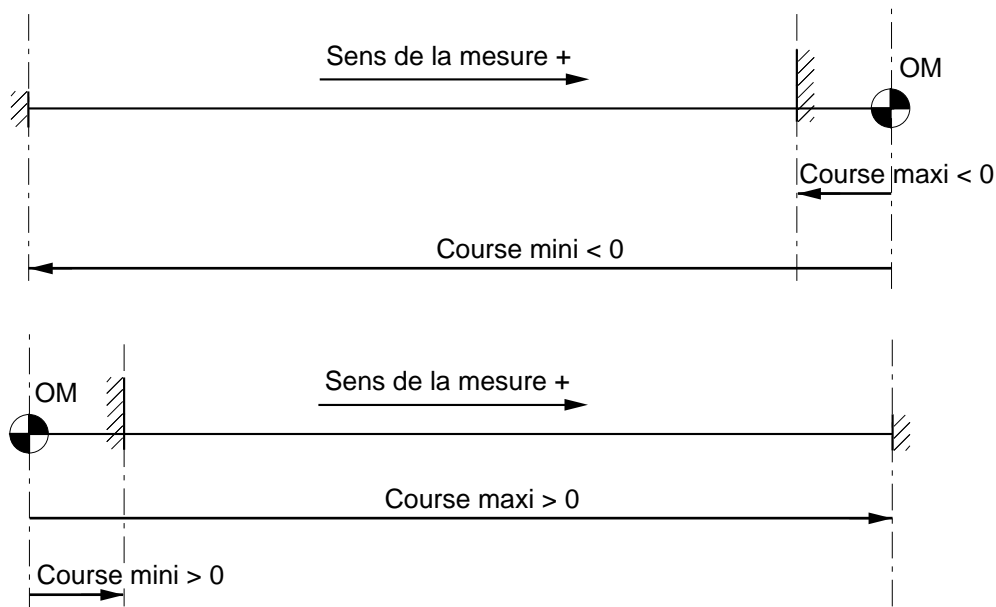 Sens de la mesure +
OM
Course maxi < 0
Course mini < 0
OM
Sens de la mesure +
Course maxi > 0
Course mini > 0